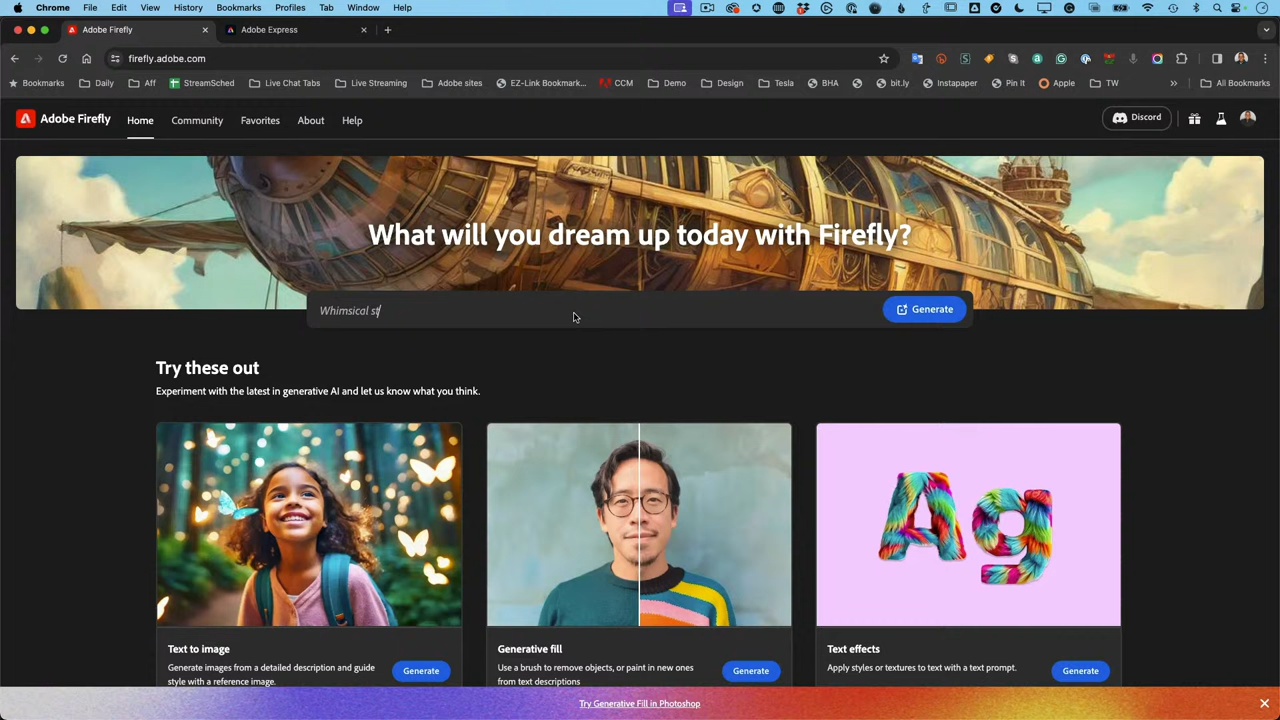 Chrome File Edit View History Bookmarks Profiles Tab Window Help
Adobe Firefly
Adobe Express
firefly.adobe.com
Bookmarks Daily Aff StreamSched Live Chat Tabs Live Streaming Adobe sites EZ-Link Bookmark... CCM Demo Design Tesla BHA bit.ly Instapaper Pin It Apple TW » All Bookmarks
Adobe Firefly Home Community Favorites About Help Discord
What will you dream up today with Firefly?
Whimsical st
Generate
Try these out
Experiment with the latest in generative AI and let us know what you think.
Ag
Text to image
Generate images from a detailed description and guide
style with a reference image.
Generate
Generative fill
Use a brush to remove objects, or paint in new ones
from text descriptions
Generate
Text effects
Apply styles or textures to text with a text prompt.
Generate
Try Generative Fill in Photoshop